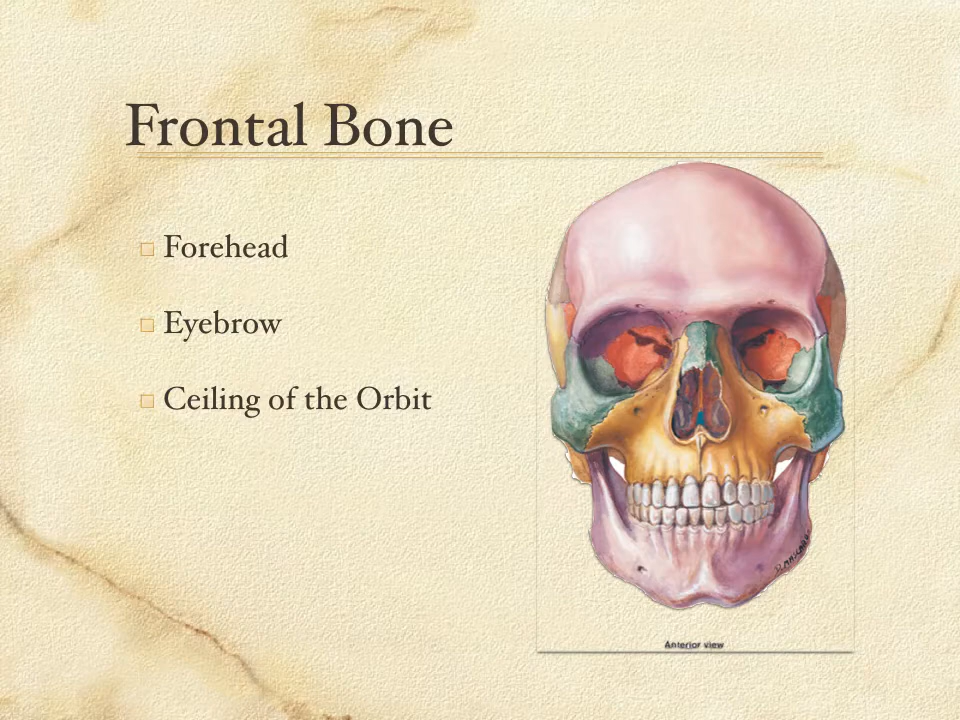 Frontal Bone
Forehead
Eyebrow
Ceiling of the Orbit
Anterior view